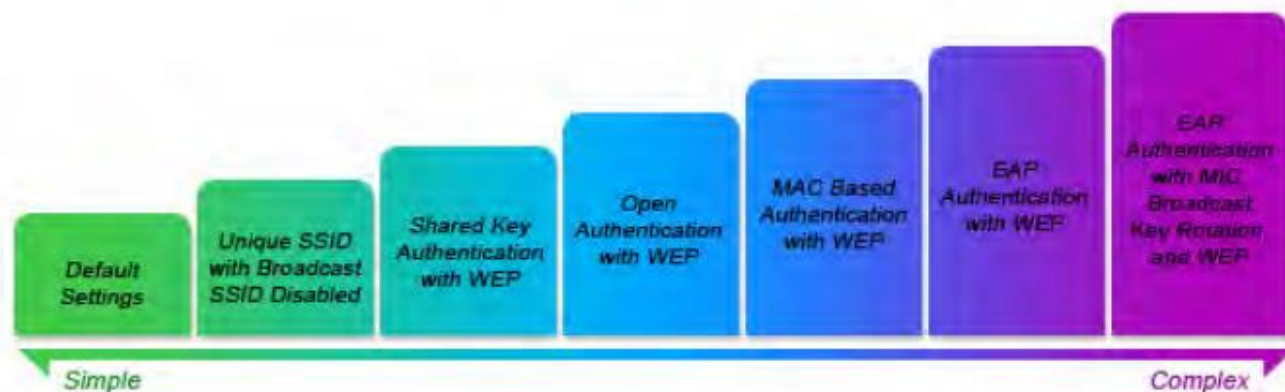 Default
Settings
Unique SSID
with Broadcast
SSID Disabled
Shared Key
Authentication
with WEP
Open
Authentication
with WEP
MAC Based
Authentication
with WEP
EAP
Authentication
with WEP
EAP
Authentication
with MIC
Broadcast
Key Rotation
and WEP
Simple
Complex